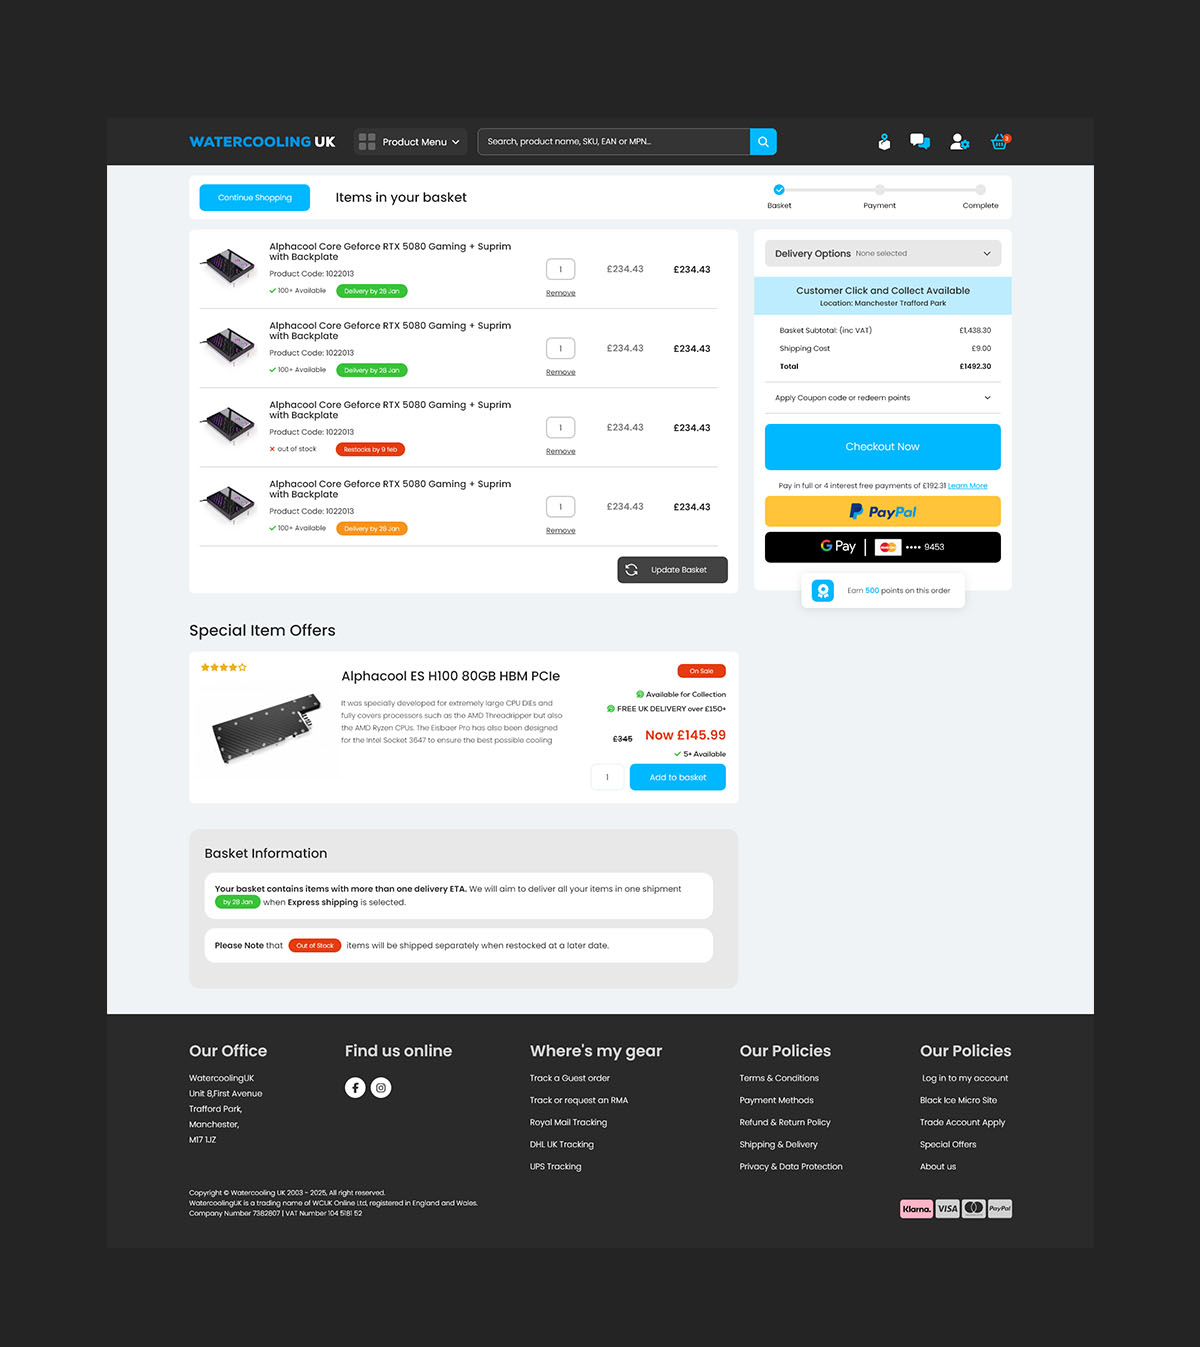 WATERCOOLING UK
Product Menu
Search, product name, SKU, EAN or MPN...
3
Continue Shopping
Items in your basket
Basket
Payment
Complete
Alphacool Core Geforce RTX 5080 Gaming + Suprim
with Backplate
Product Code: 1022013
100+ Available
Delivery by 28 Jan
1
Remove
£234.43
£234.43
Alphacool Core Geforce RTX 5080 Gaming + Suprim
with Backplate
Product Code: 1022013
100+ Available
Delivery by 28 Jan
1
Remove
£234.43
£234.43
Alphacool Core Geforce RTX 5080 Gaming + Suprim
with Backplate
Product Code: 1022013
out of stock
Restocks by 9 feb
1
Remove
£234.43
£234.43
Alphacool Core Geforce RTX 5080 Gaming + Suprim
with Backplate
Product Code: 1022013
100+ Available
Delivery by 28 Jan
1
Remove
£234.43
£234.43
Update Basket
Delivery Options None selected
Customer Click and Collect Available
Location: Manchester Trafford Park
Basket Subtotal: (inc VAT) £1,438.30
Shipping Cost £9.00
Total £1492.30
Apply Coupon code or redeem points
Checkout Now
Pay in full or 4 interest free payments of £192.31 Learn More
PayPal
G Pay | •••• 9453
Earn 500 points on this order
Special Item Offers
Alphacool ES H100 80GB HBM PCIe
It was specially developed for extremely large CPU DIEs and
fully covers processors such as the AMD Threadripper but also
the AMD Ryzen CPUs. The Eisbaer Pro has also been designed
for the Intel Socket 3647 to ensure the best possible cooling
On Sale
Available for Collection
FREE UK DELIVERY over £150+
£345 Now £145.99
5+ Available
1
Add to basket
Basket Information
Your basket contains items with more than one delivery ETA. We will aim to deliver all your items in one shipment
by 28 Jan when Express shipping is selected.
Please Note that Out of Stock items will be shipped separately when restocked at a later date.
Our Office
WatercoolingUK
Unit 8,First Avenue
Trafford Park,
Manchester,
M17 1JZ
Find us online
Where's my gear
Track a Guest order
Track or request an RMA
Royal Mail Tracking
DHL UK Tracking
UPS Tracking
Our Policies
Terms & Conditions
Payment Methods
Refund & Return Policy
Shipping & Delivery
Privacy & Data Protection
Our Policies
Log in to my account
Black Ice Micro Site
Trade Account Apply
Special Offers
About us
Copyright © Watercooling UK 2003 - 2025, All right reserved.
WatercoolingUK is a trading name of WCUK Online Ltd, registered in England and Wales.
Company Number 7382807 | VAT Number 104 5181 52
Klarna.
VISA
PayPal